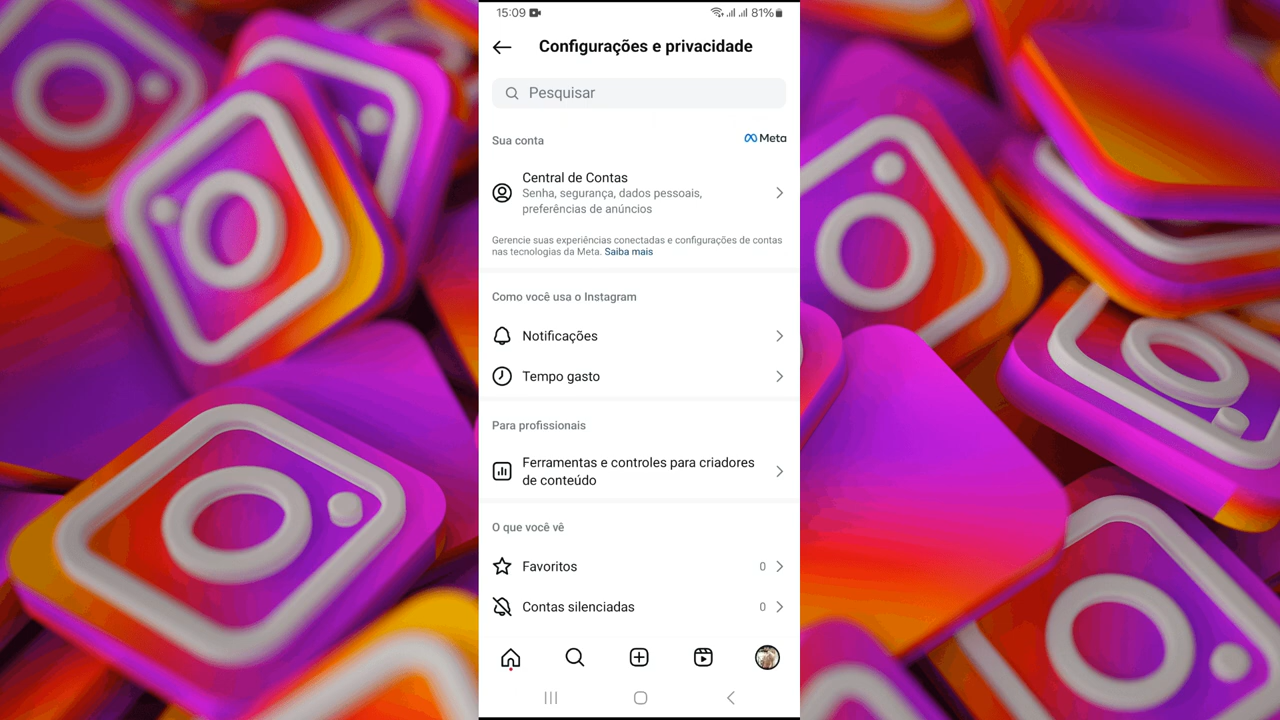 15:09
81%
Configurações e privacidade
Pesquisar
Sua conta
Meta
Central de Contas
Senha, segurança, dados pessoais,
preferências de anúncios
Gerencie suas experiências conectadas e configurações de contas
nas tecnologias da Meta. Saiba mais
Como você usa o Instagram
Notificações
Tempo gasto
Para profissionais
Ferramentas e controles para criadores
de conteúdo
O que você vê
Favoritos 0
Contas silenciadas 0